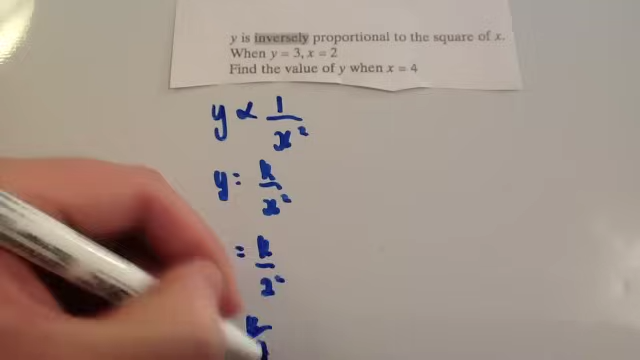 y is inversely proportional to the square of x.
When y = 3, x = 2
Find the value of y when x = 4
y ∝ 1/x²
y = k/x²
= k/2²
k